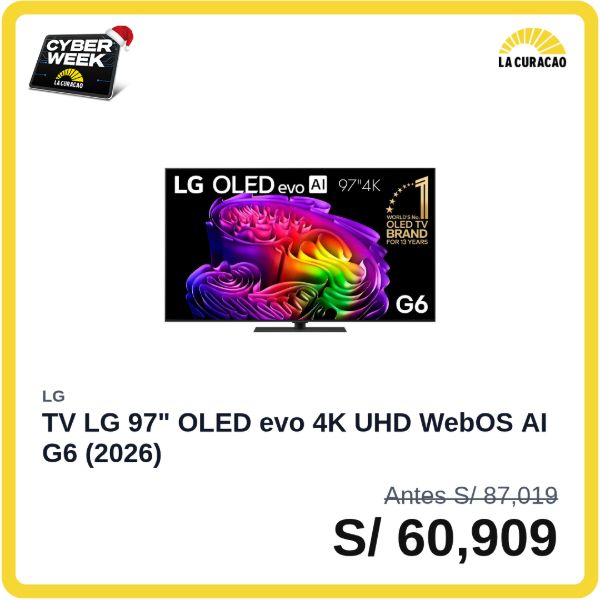 CYBER
WEEK
LA CURACAO
LA CURACAO
LG OLED evo AI 97"4K
1
WORLD'S No.
OLED TV
BRAND
FOR 13 YEARS
G6
LG
TV LG 97" OLED evo 4K UHD WebOS AI
G6 (2026)
Antes S/ 87,019
S/ 60,909